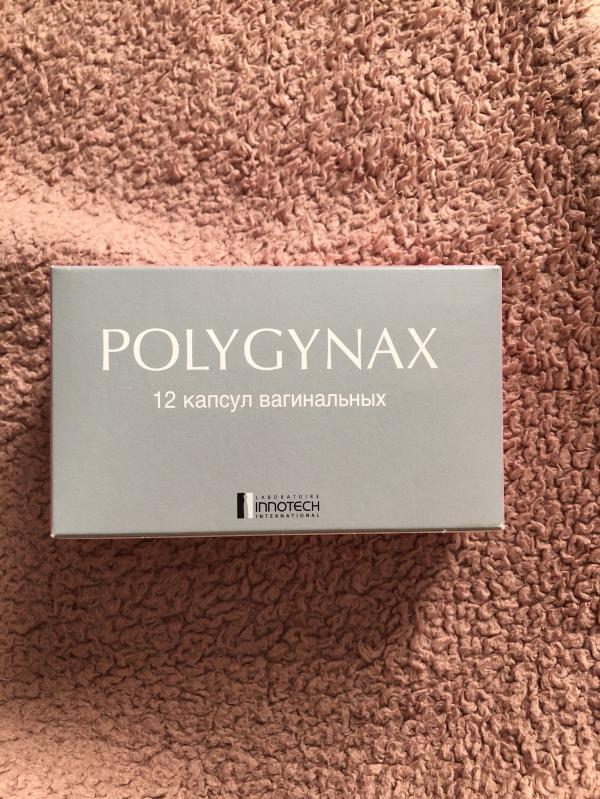 POLYGYNAX
12 капсул вагинальных
LABORATOIRE
INNOTECH
INTERNATIONAL